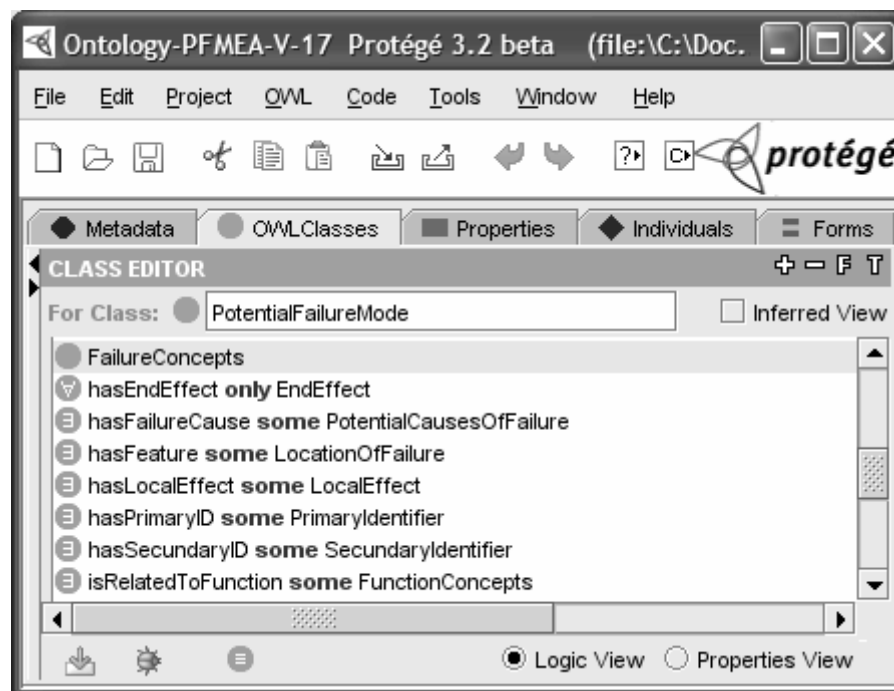 Ontology-PFMEA-V-17 Protégé 3.2 beta (file:\C:\Doc.
File Edit Project OWL Code Tools Window Help
protégé
Metadata OWLClasses Properties Individuals Forms
CLASS EDITOR
For Class: PotentialFailureMode Inferred View
FailureConcepts
hasEndEffect only EndEffect
hasFailureCause some PotentialCausesOfFailure
hasFeature some LocationOfFailure
hasLocalEffect some LocalEffect
hasPrimaryID some PrimaryIdentifier
hasSecundaryID some SecundaryIdentifier
isRelatedToFunction some FunctionConcepts
Logic View Properties View